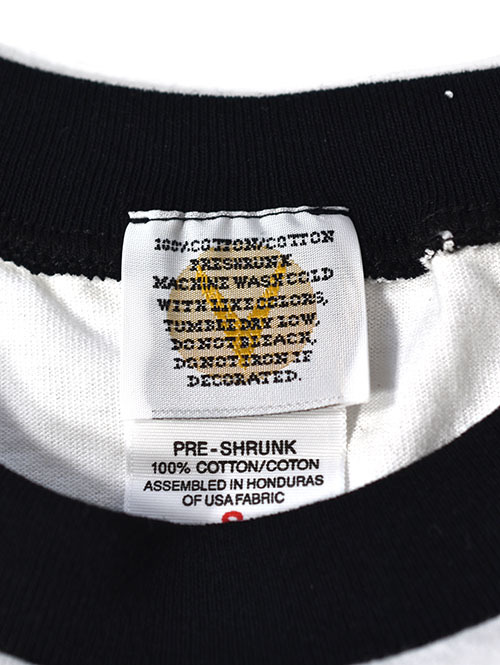 100% COTTON/COTTON
PRESHRUNK
MACHINE WASH COLD
WITH LIKE COLORS,
TUMBLE DRY LOW,
DO NOT BLEACH,
DO NOT IRON IF
DECORATED.
PRE-SHRUNK
100% COTTON/COTON
ASSEMBLED IN HONDURAS
OF USA FABRIC
S